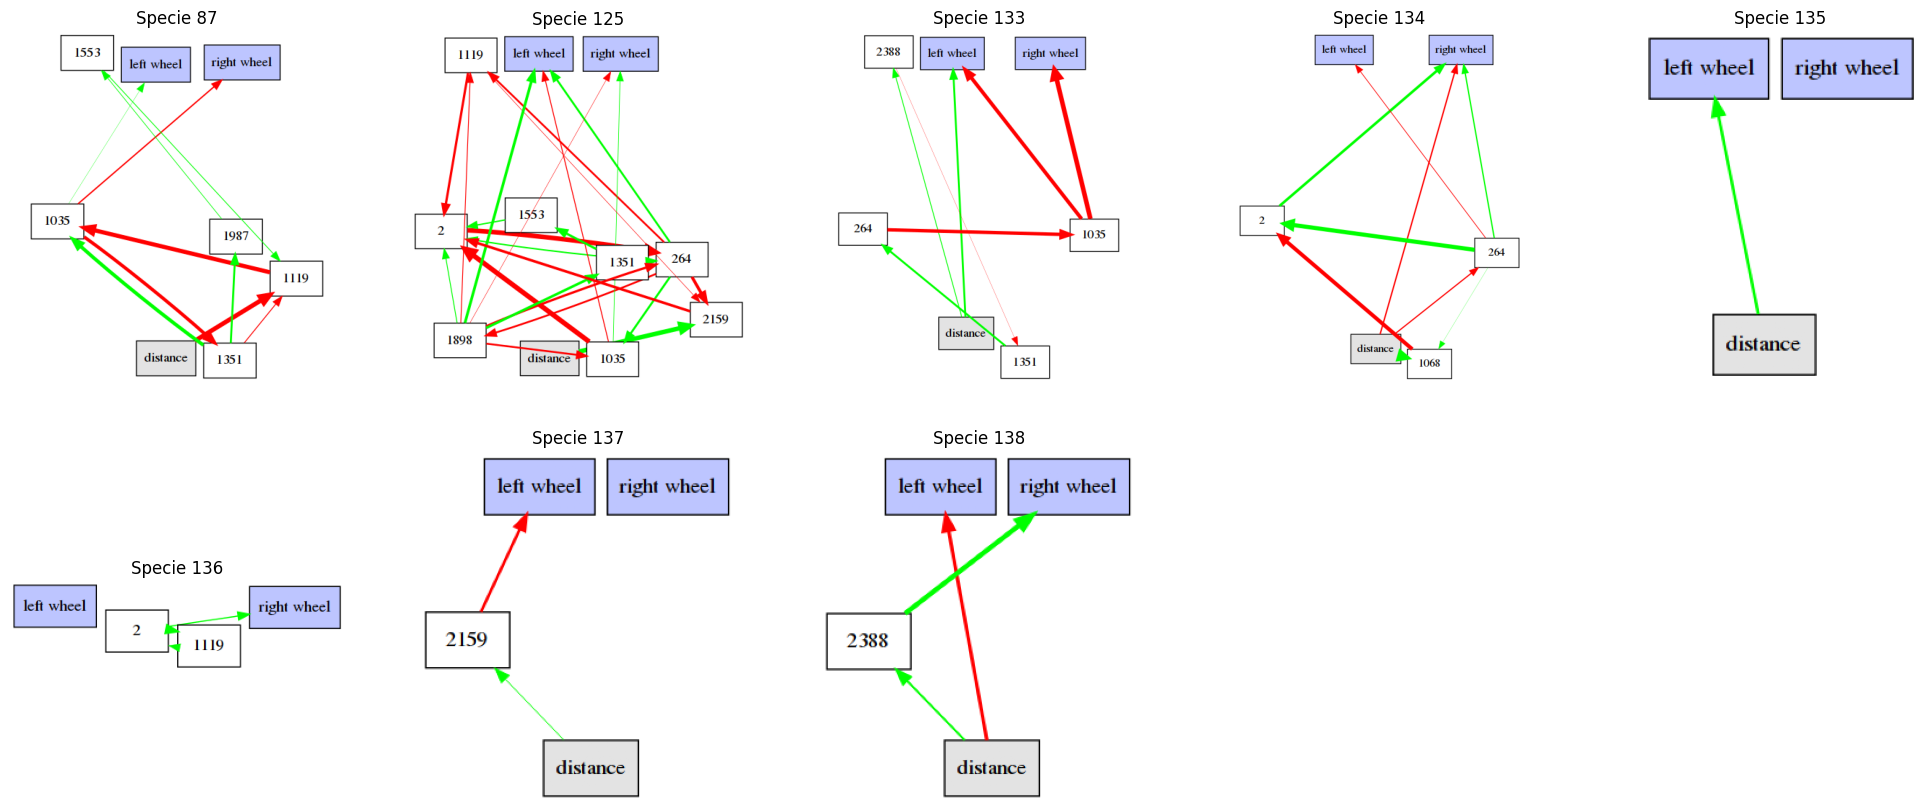 Specie 87
1553
left wheel
right wheel
1035
1987
1119
distance
1351
Specie 125
1119
left wheel
right wheel
1553
2
1351
264
2159
1898
distance
1035
Specie 133
2388
left wheel
right wheel
264
1035
distance
1351
Specie 134
left wheel
right wheel
2
264
distance
1068
Specie 135
left wheel
right wheel
distance
Specie 136
left wheel
right wheel
2
1119
Specie 137
left wheel
right wheel
2159
distance
Specie 138
left wheel
right wheel
2388
distance